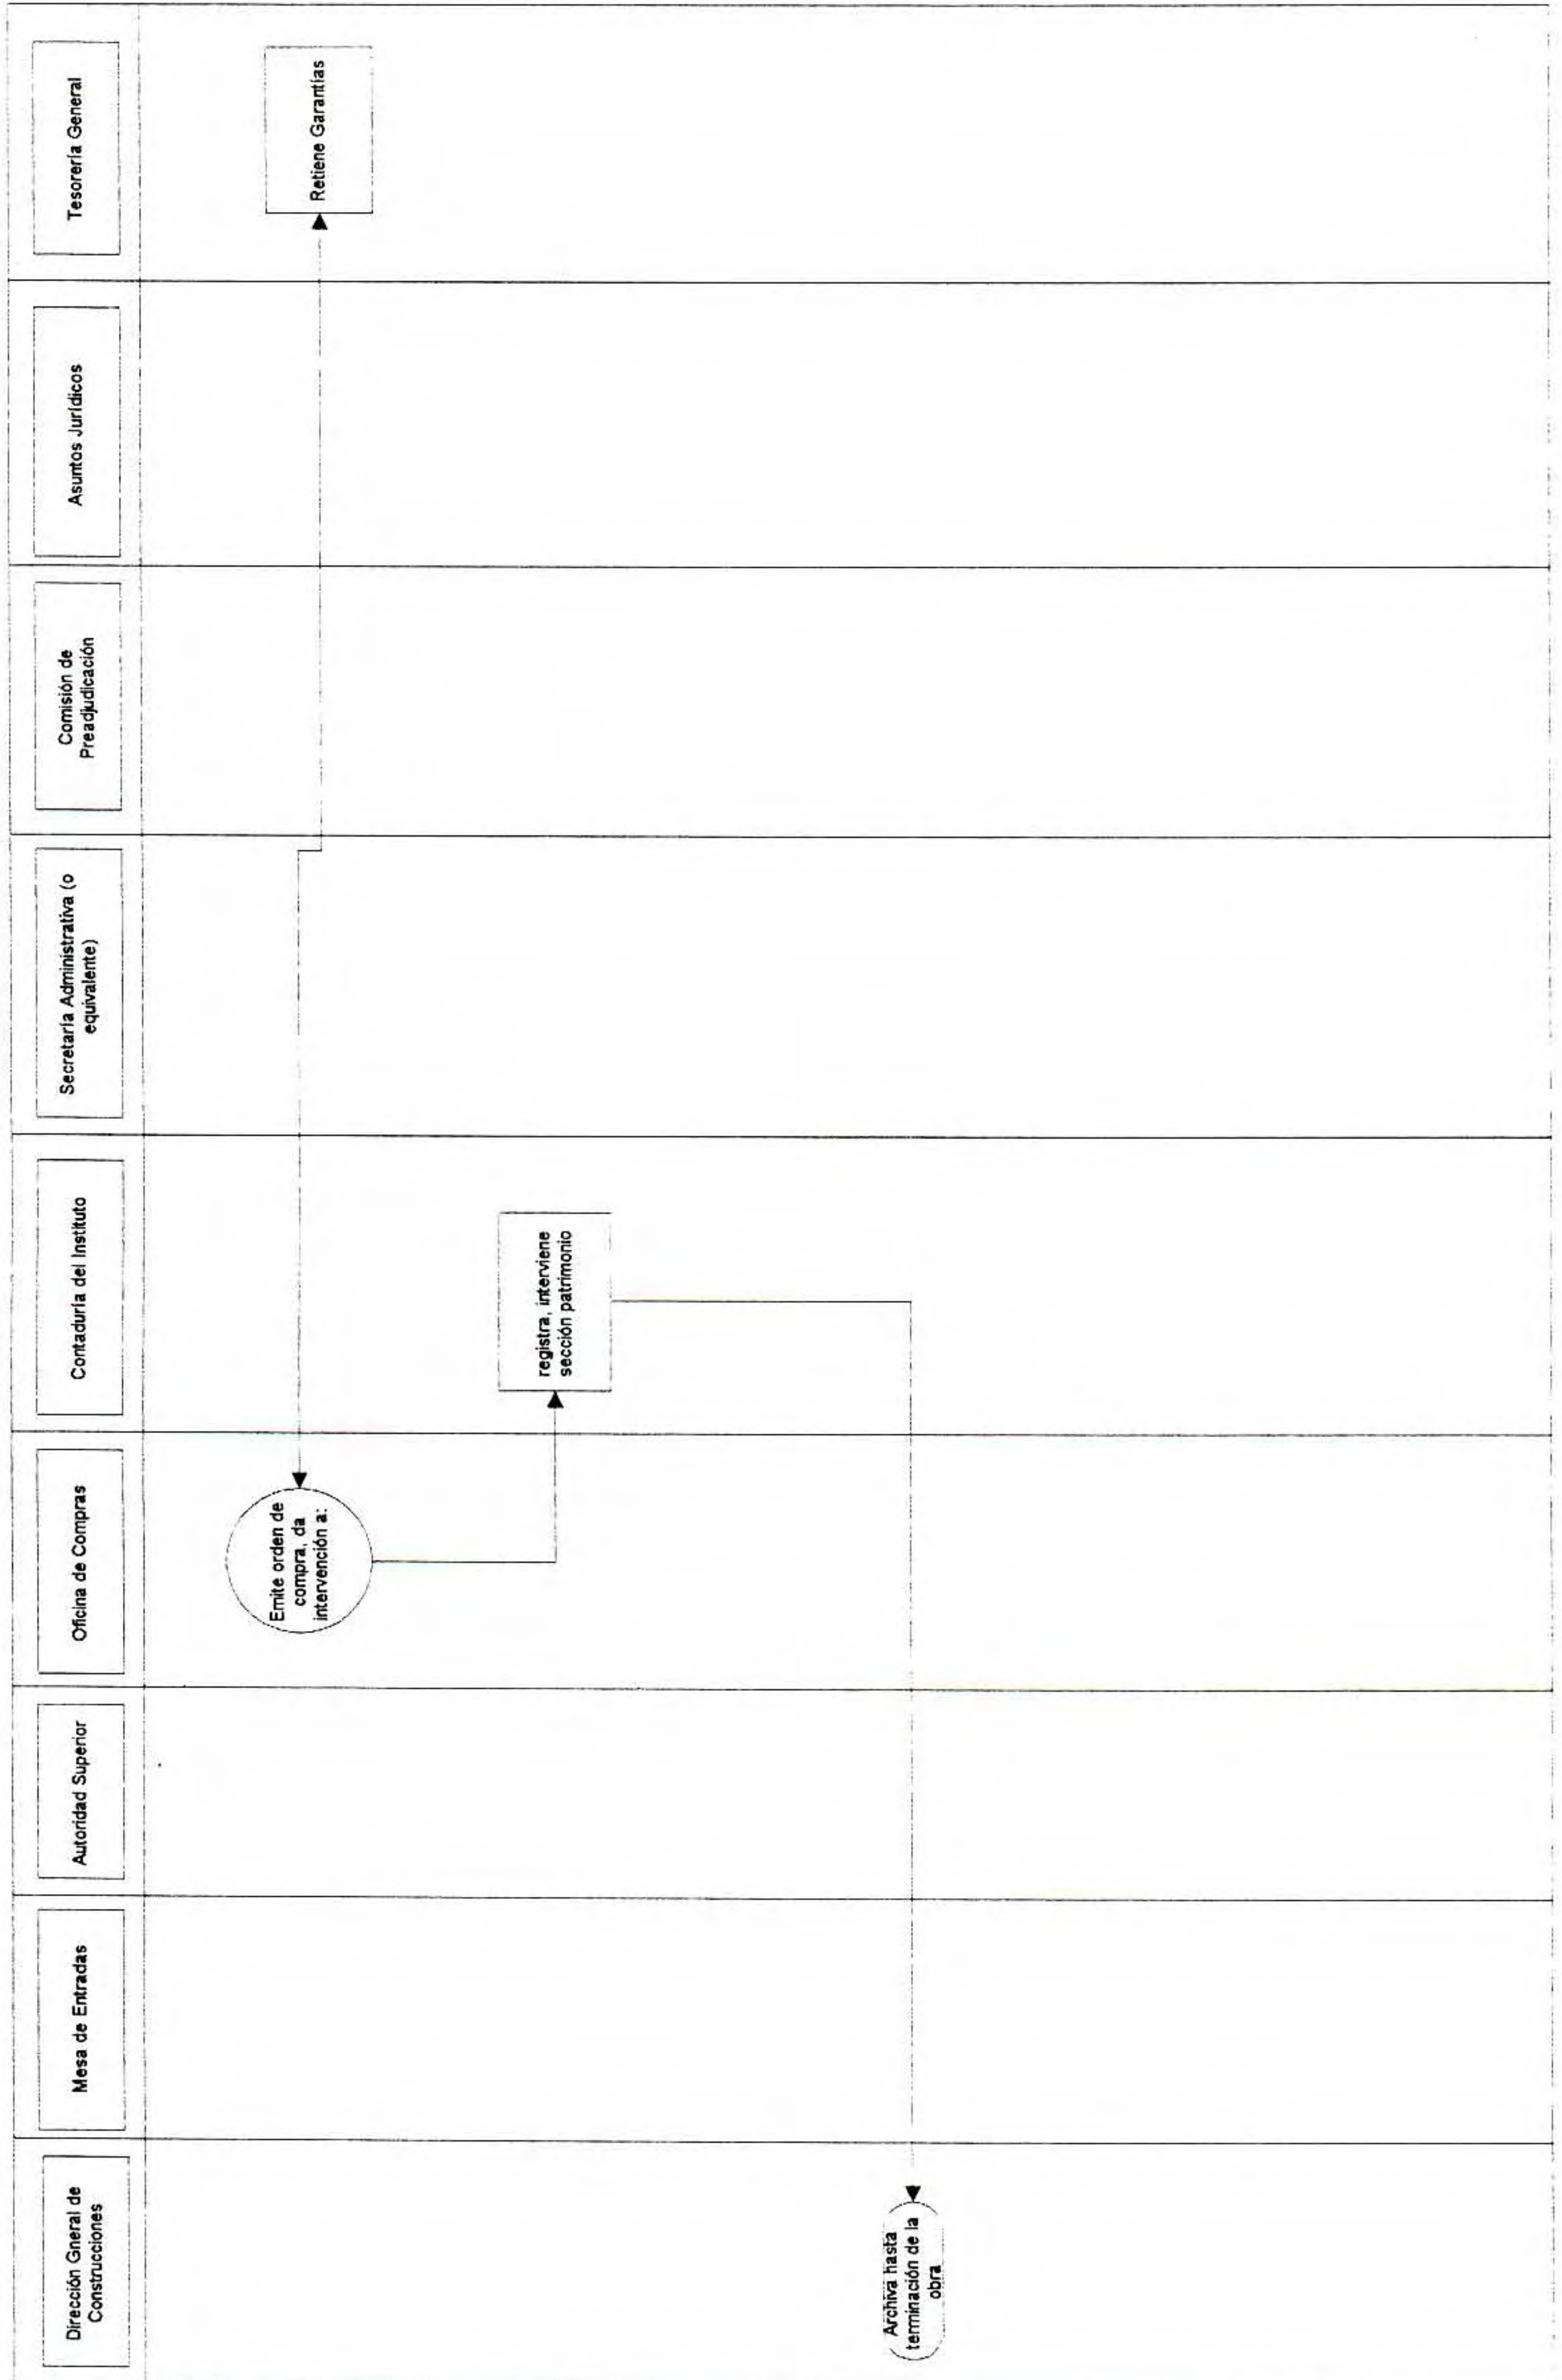 Dirección Gneral de
Construcciones
Mesa de Entradas
Autoridad Superior
Oficina de Compras
Contaduría del Instituto
Secretaría Administrativa (o
equivalente)
Comisión de
Preadjudicación
Asuntos Jurídicos
Tesorería General
Emite orden de
compra, da
intervención a:
Retiene Garantías
registra, interviene
sección patrimonio
Archiva hasta
terminación de la
obra